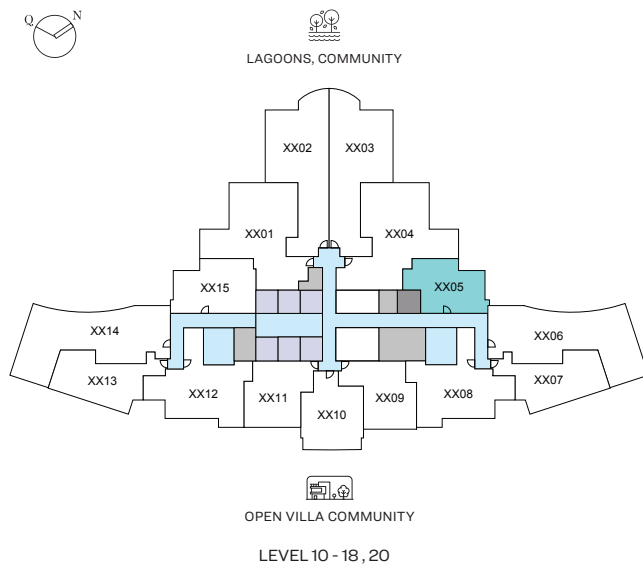 Q N
LAGOONS, COMMUNITY
XX02 XX03
XX01 XX04
XX15 XX05
XX14 XX06
XX13 XX07
XX12 XX11 XX10 XX09 XX08
OPEN VILLA COMMUNITY
LEVEL 10 - 18 , 20